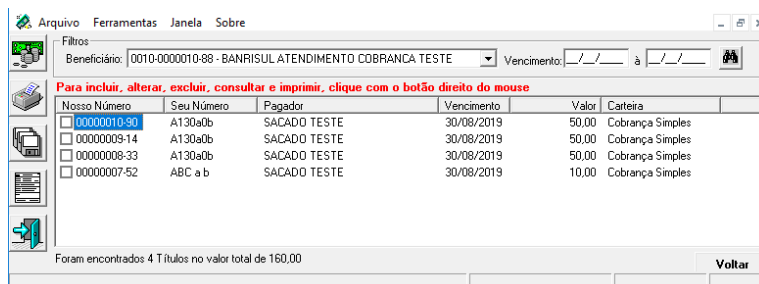 Arquivo Ferramentas Janela Sobre
Filtros
Beneficiário: 0010-0000010-88 - BANRISUL ATENDIMENTO COBRANCA TESTE Vencimento: __/__/__ à __/__/__
Para incluir, alterar, excluir, consultar e imprimir, clique com o botão direito do mouse
Nosso Número Seu Número Pagador Vencimento Valor Carteira
00000010-90 A130a0b SACADO TESTE 30/08/2019 50,00 Cobrança Simples
00000009-14 A130a0b SACADO TESTE 30/08/2019 50,00 Cobrança Simples
00000008-33 A130a0b SACADO TESTE 30/08/2019 50,00 Cobrança Simples
00000007-52 ABC a b SACADO TESTE 30/08/2019 10,00 Cobrança Simples
Foram encontrados 4 Títulos no valor total de 160,00
Voltar